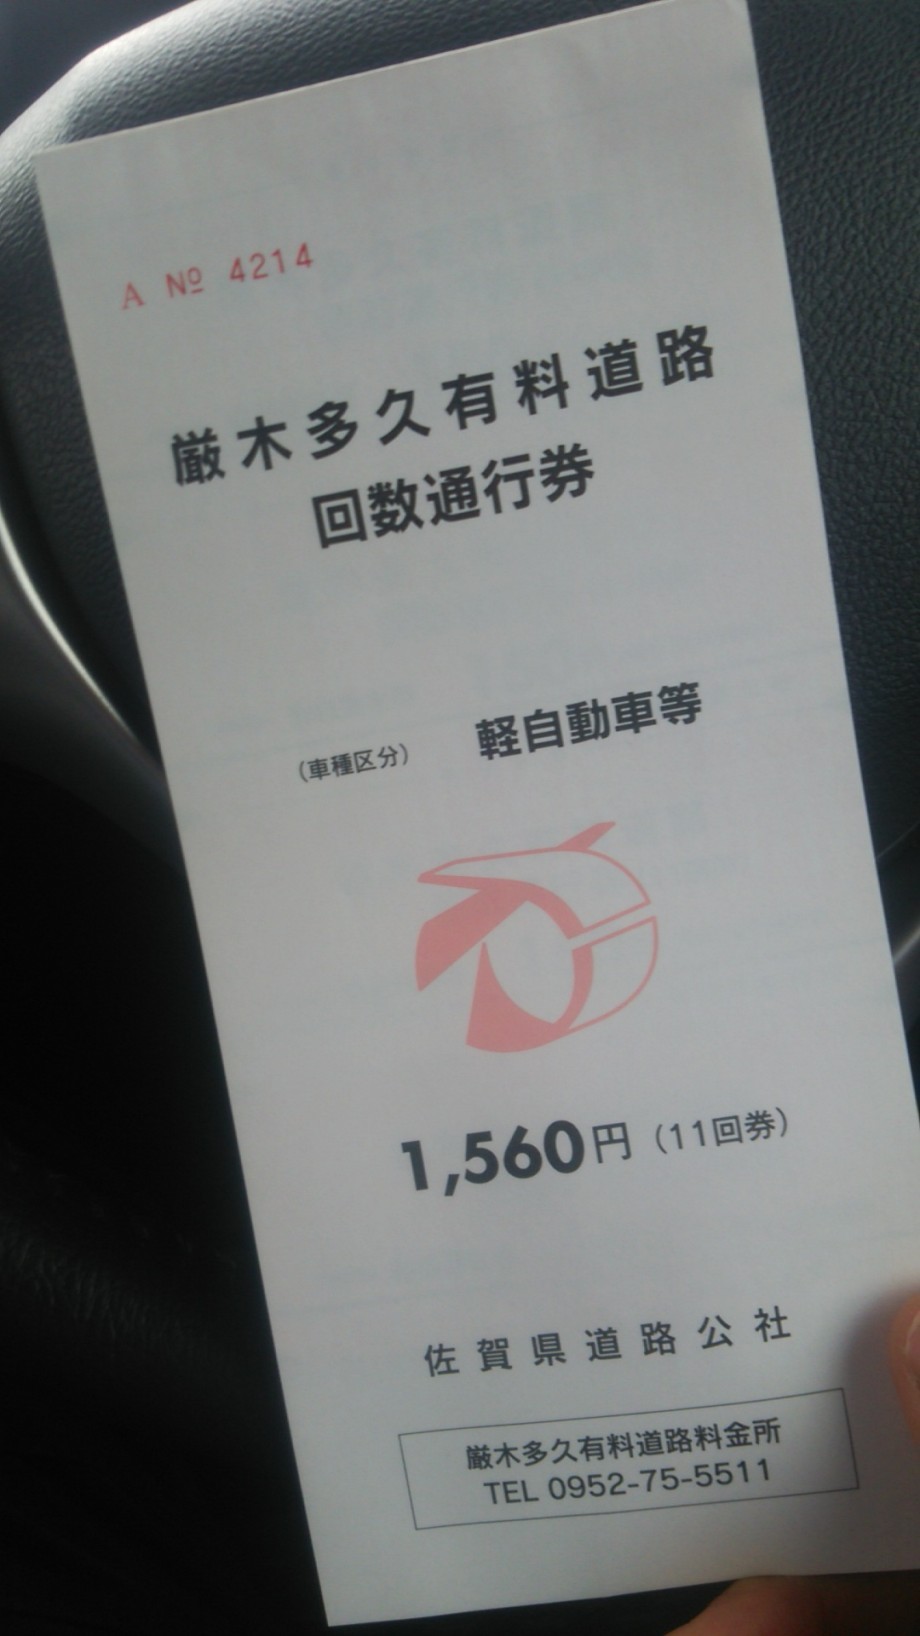 A № 4214
厳木多久有料道路
回数通行券
（車種区分） 軽自動車等
1,560円（11回券）
佐賀県道路公社
厳木多久有料道路料金所
TEL 0952-75-5511